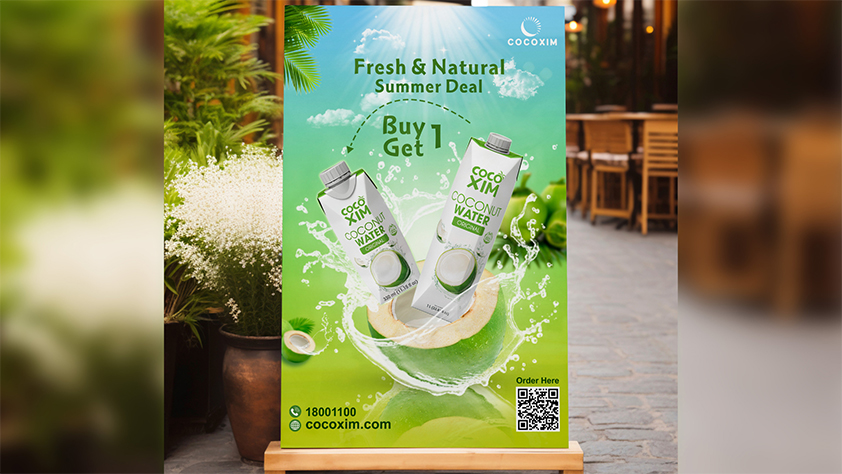 COCOXIM
Fresh & Natural
Summer Deal
Buy 1
Get
COCO
XIM
COCONUT
WATER
ORIGINAL
COCO
XIM
COCONUT
WATER
ORIGINAL
Order Here
18001100
cocoxim.com